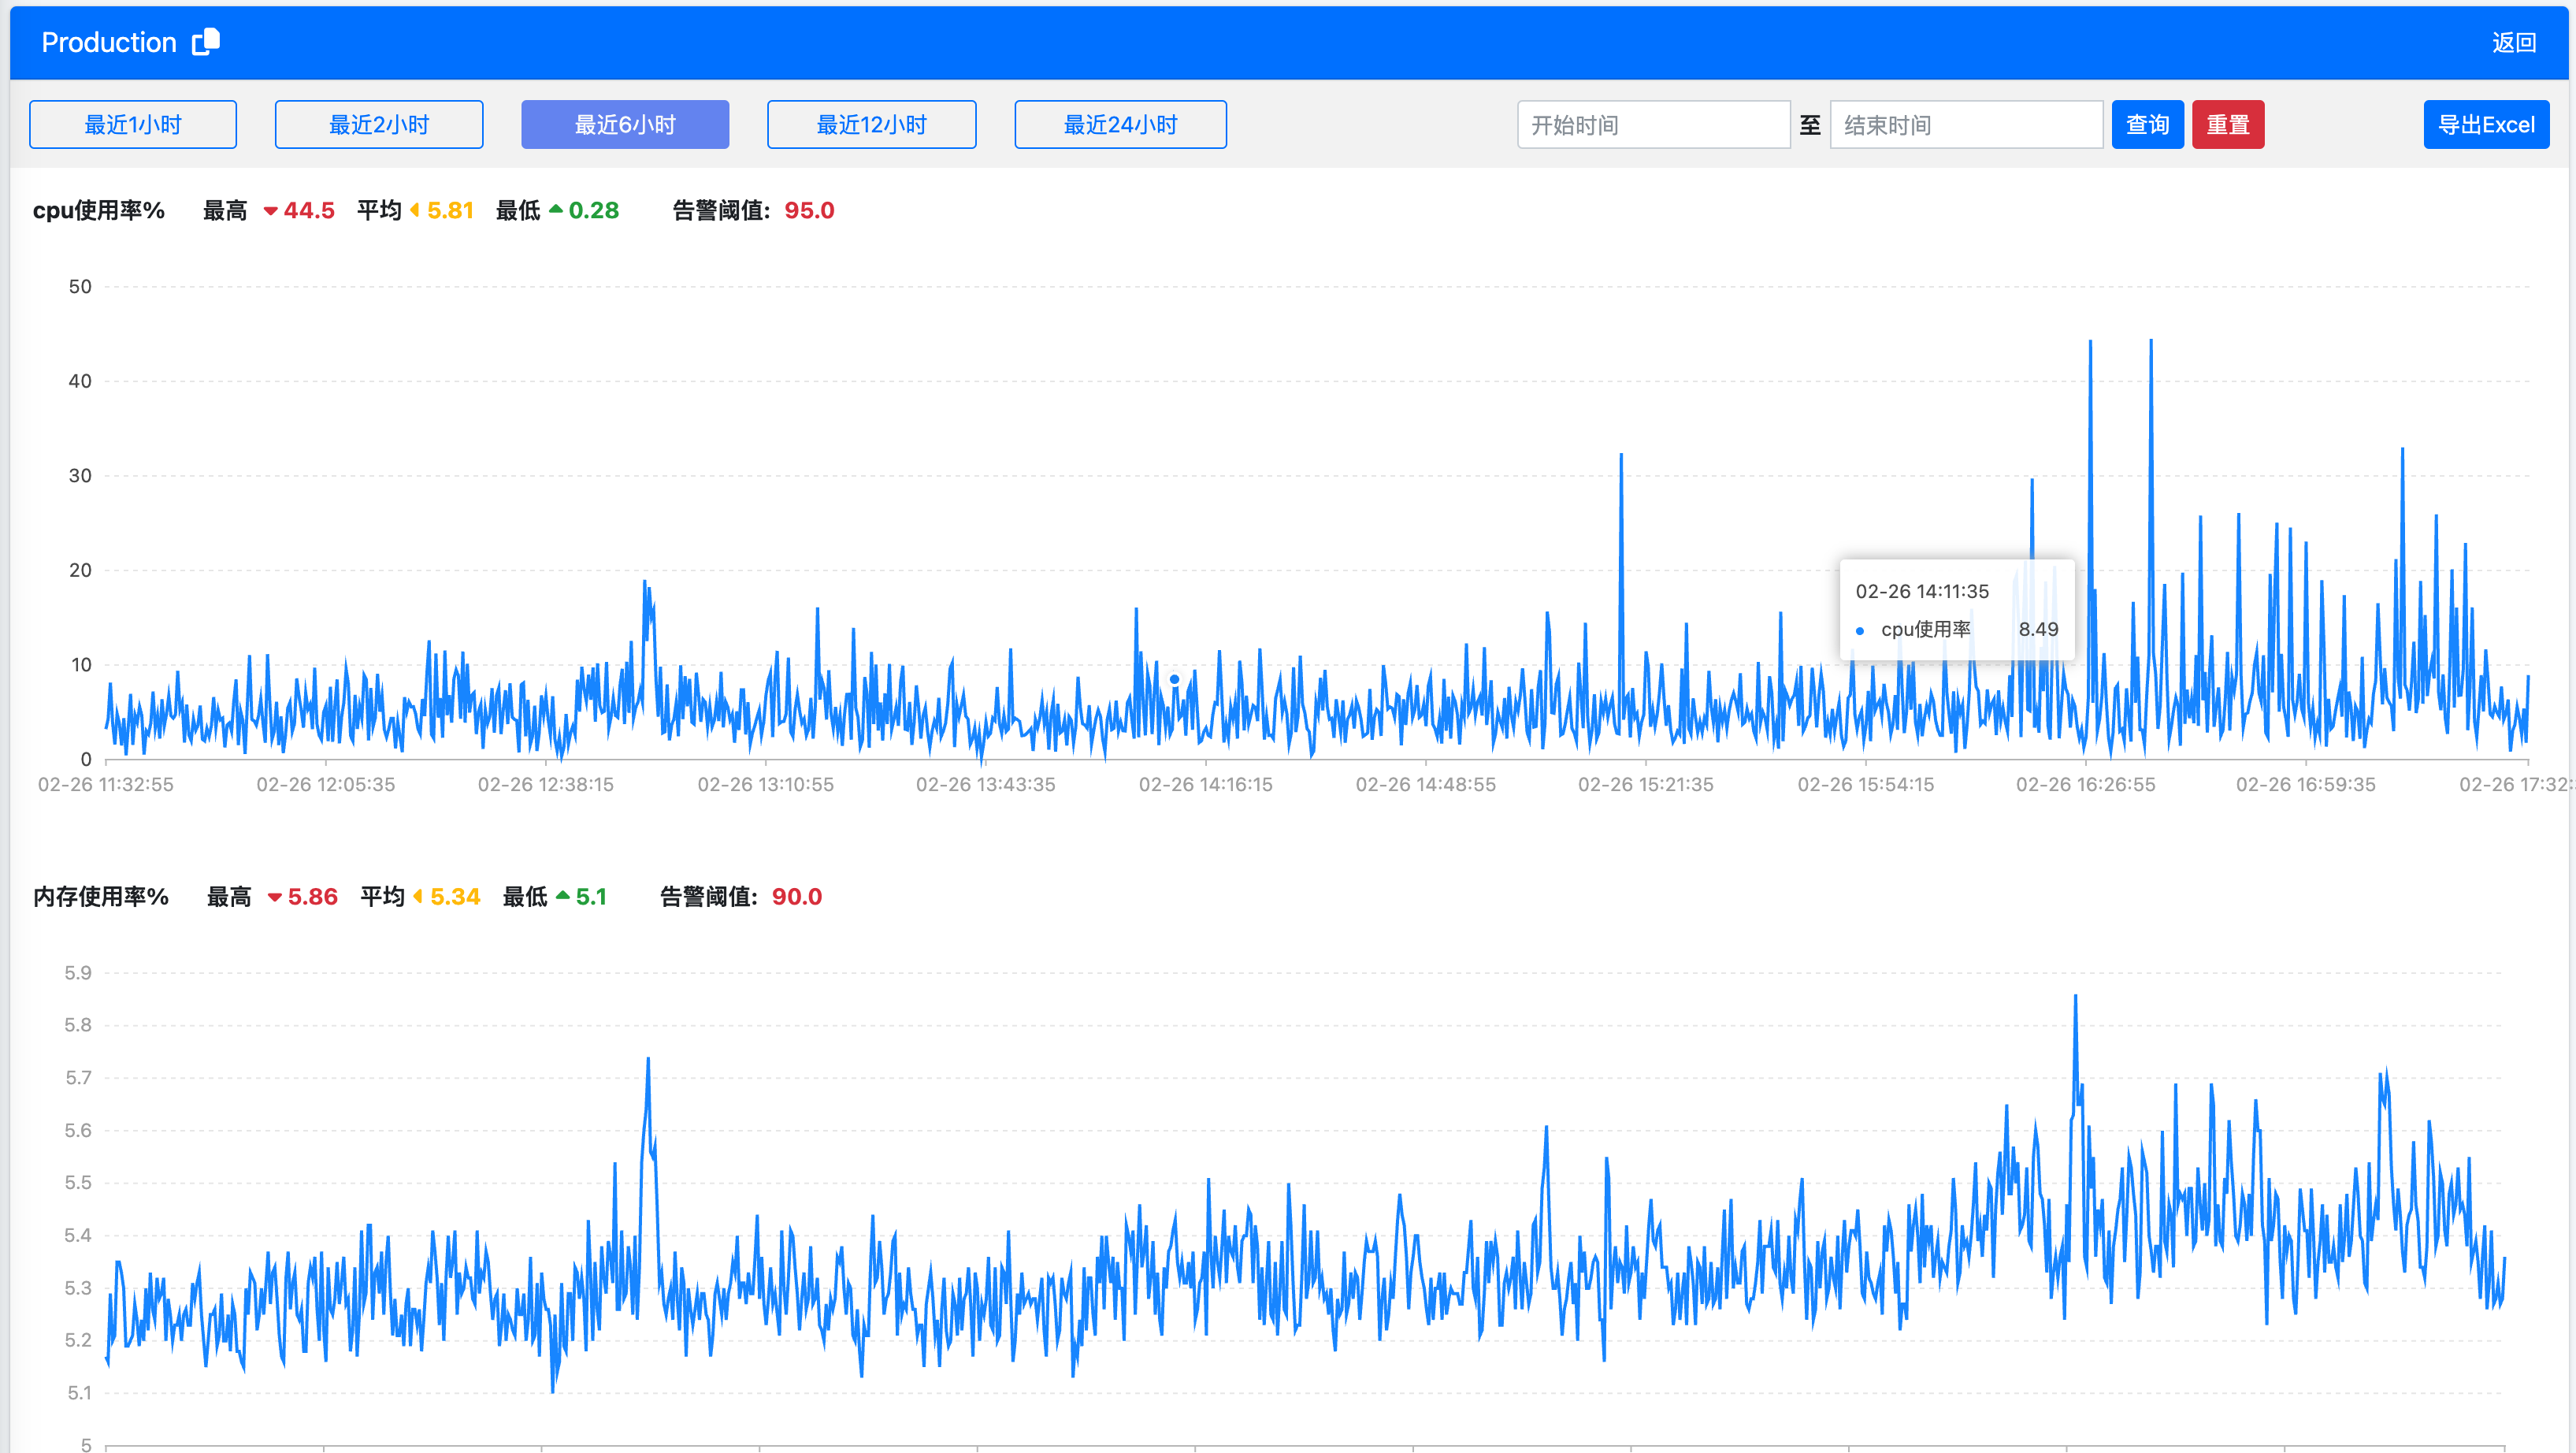 Production 返回
最近1小时 最近2小时 最近6小时 最近12小时 最近24小时 开始时间 至 结束时间 查询 重置 导出Excel
cpu使用率% 最高 44.5 平均 5.81 最低 0.28 告警阈值: 95.0
50
40
30
20
10
0
02-26 14:11:35
cpu使用率 8.49
02-26 11:32:55 02-26 12:05:35 02-26 12:38:15 02-26 13:10:55 02-26 13:43:35 02-26 14:16:15 02-26 14:48:55 02-26 15:21:35 02-26 15:54:15 02-26 16:26:55 02-26 16:59:35 02-26 17:32:
内存使用率% 最高 5.86 平均 5.34 最低 5.1 告警阈值: 90.0
5.9
5.8
5.7
5.6
5.5
5.4
5.3
5.2
5.1
5